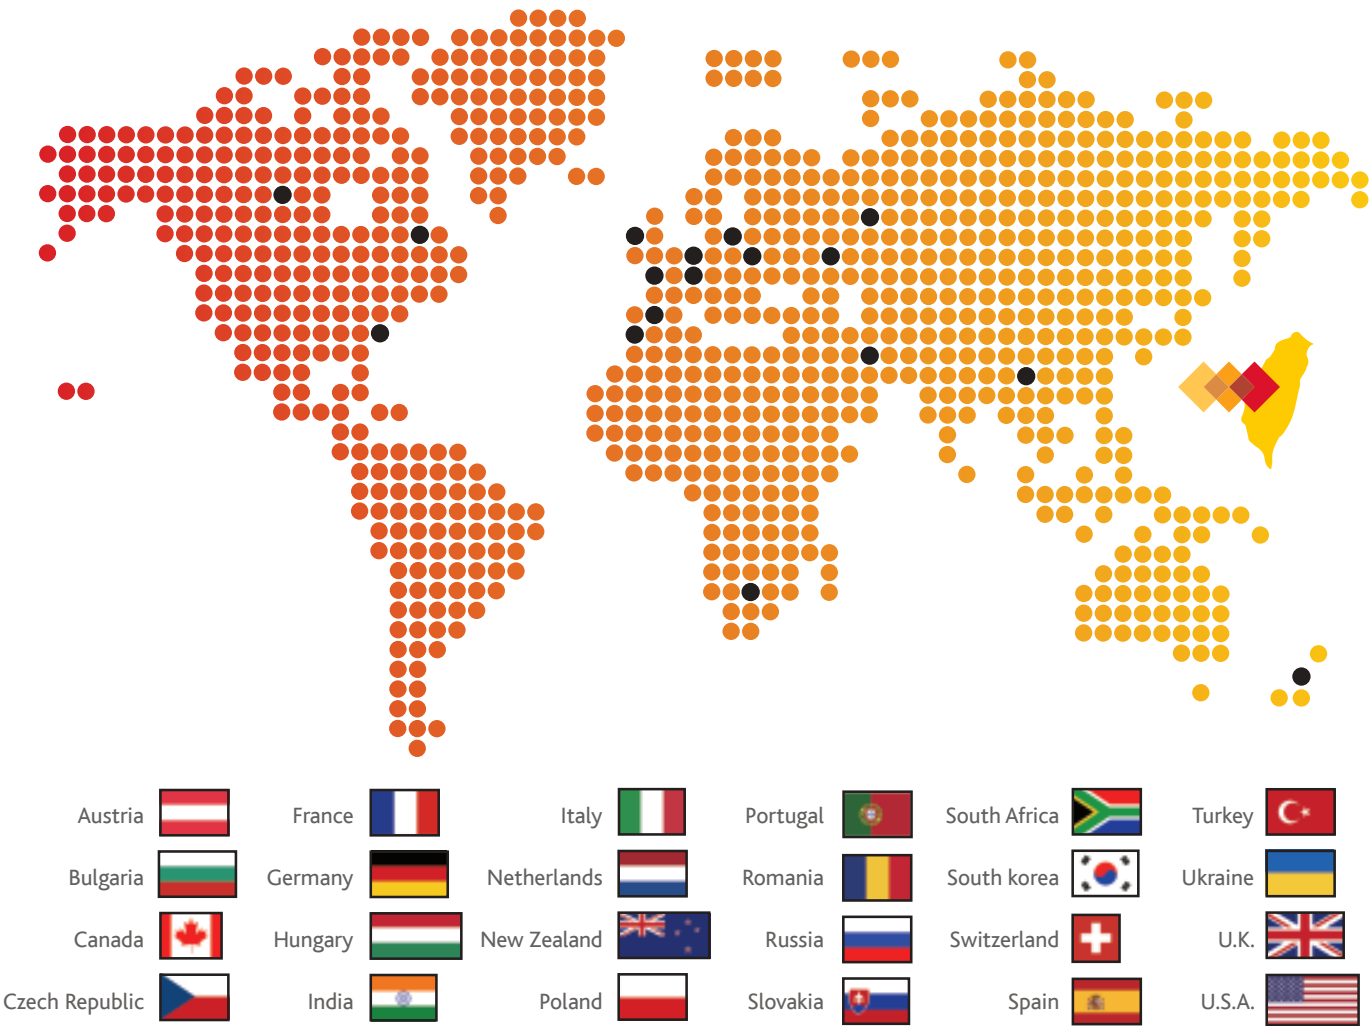 Austria
France
Italy
Portugal
South Africa
Turkey
Bulgaria
Germany
Netherlands
Romania
South korea
Ukraine
Canada
Hungary
New Zealand
Russia
Switzerland
U.K.
Czech Republic
India
Poland
Slovakia
Spain
U.S.A.